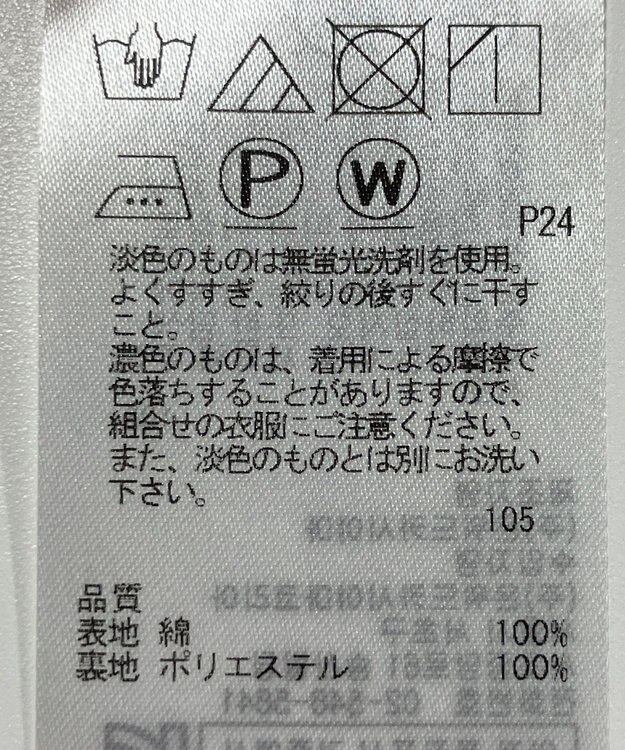 P W
P24
淡色のものは無蛍光洗剤を使用。
よくすすぎ、絞りの後すぐに干す
こと。
濃色のものは、着用による摩擦で
色落ちすることがありますので、
組合せの衣服にご注意ください。
また、淡色のものとは別にお洗い
下さい。
105
品質
表地 綿 100%
裏地 ポリエステル 100%